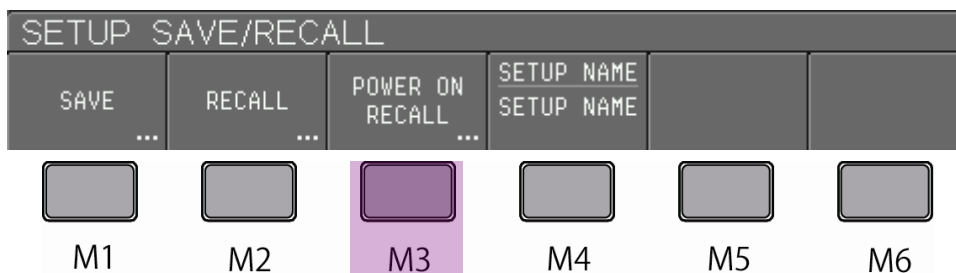 SETUP SAVE/RECALL
SAVE
...
RECALL
...
POWER ON
RECALL
...
SETUP NAME
SETUP NAME
M1 M2 M3 M4 M5 M6